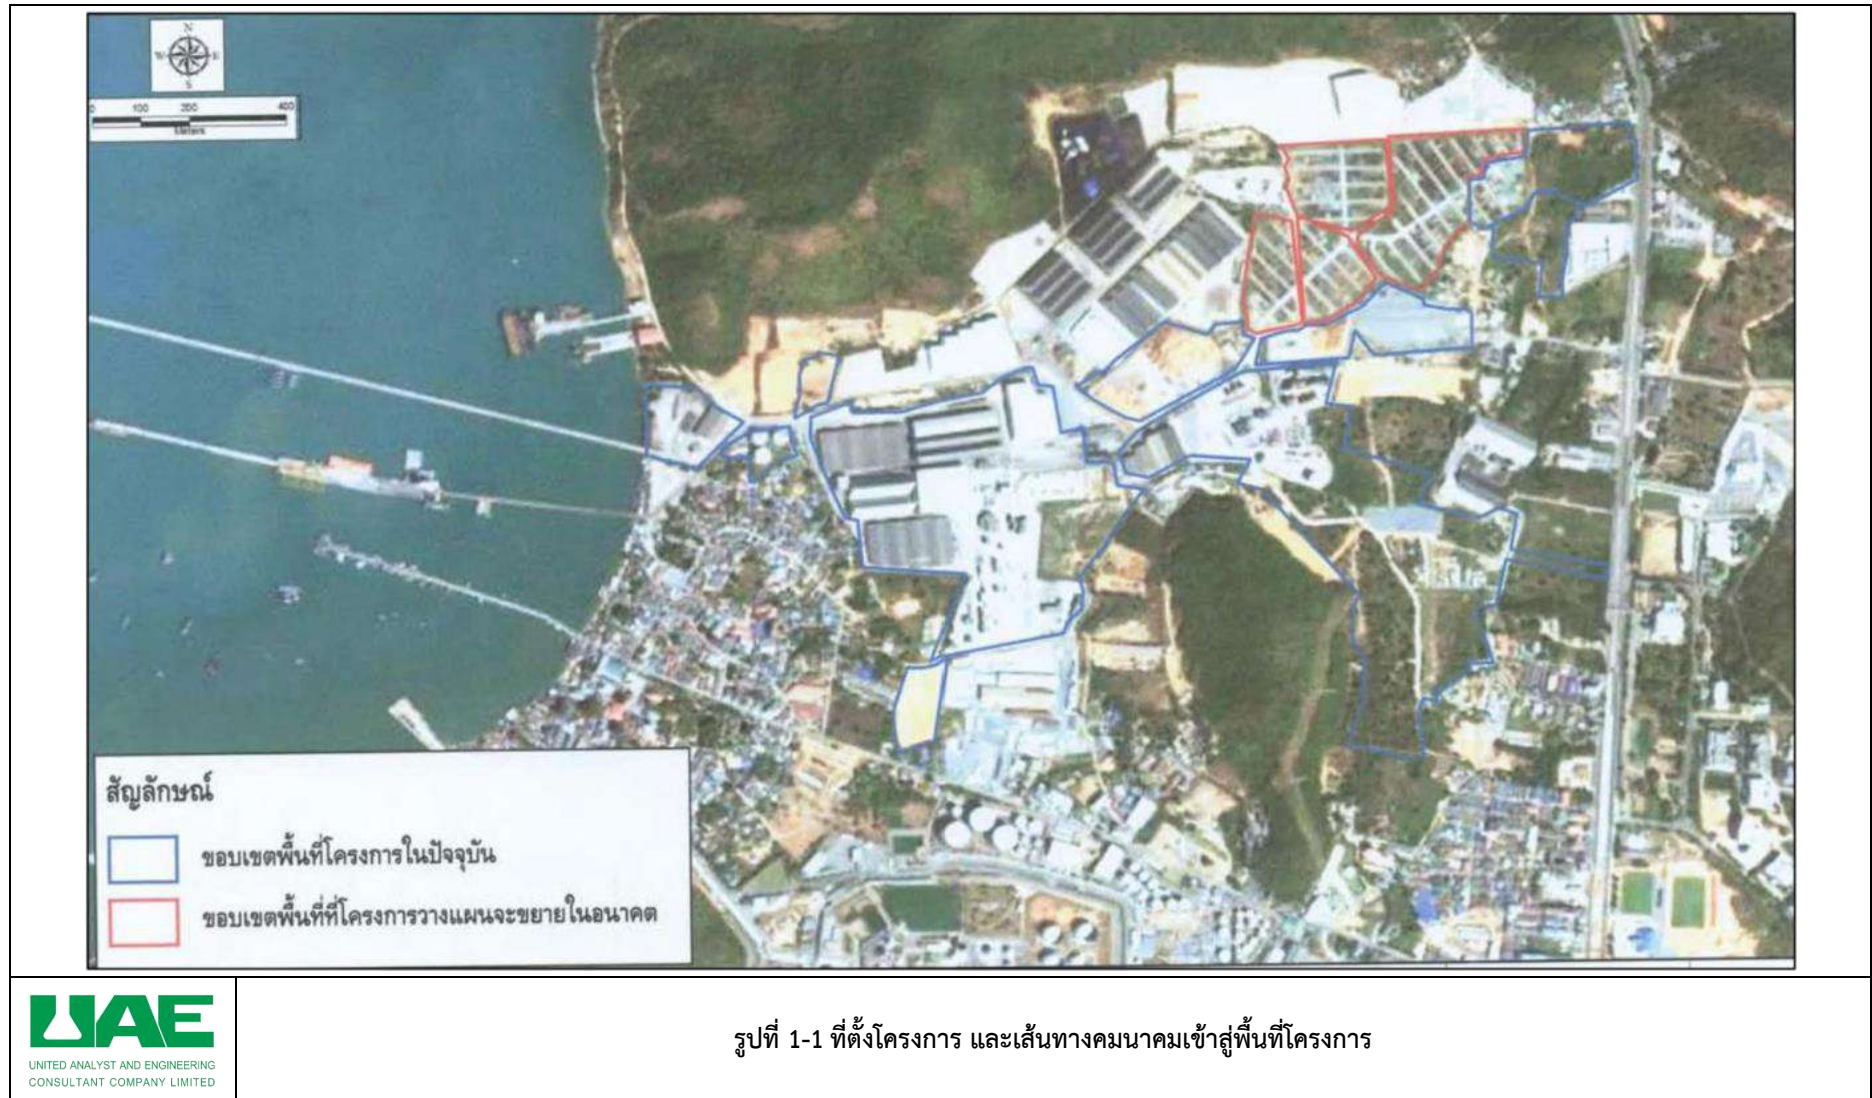 N
W E
S
0 100 200 400
Meters
สัญลักษณ์
ขอบเขตพื้นที่โครงการในปัจจุบัน
ขอบเขตพื้นที่ที่โครงการวางแผนจะขยายในอนาคต
UAE
UNITED ANALYST AND ENGINEERING
CONSULTANT COMPANY LIMITED
รูปที่ 1-1 ที่ตั้งโครงการ และเส้นทางคมนาคมเข้าสู่พื้นที่โครงการ